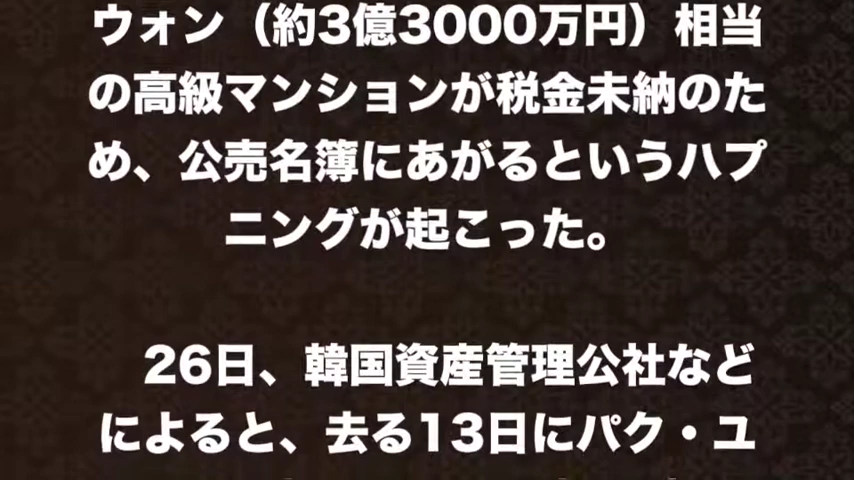 ウォン（約3億3000万円）相当
の高級マンションが税金未納のた
め、公売名簿にあがるというハプ
ニングが起こった。
26日、韓国資産管理公社など
によると、去る13日にパク・ユ